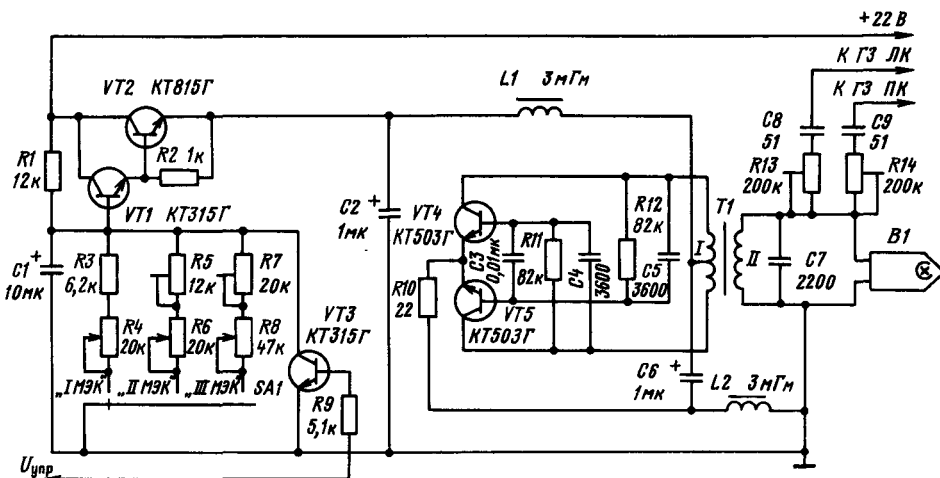 +22 В
К ГЗ ЛК
К ГЗ ПК
L1 3 мГн
VT2 КТ815Г
C8
51
C9
51
R1
12к
R2 1к
R13
200к
R14
200к
VT1 КТ315Г
C2
1мк
VT4
КТ503Г
C3
0,01мк
R11
82к
C4
3600
R12
82к
C5
3600
I
T1
II
C7
2200
B1
C1
10мк
R3
6,2к
R5
12к
R7
20к
R10
22
VT5
КТ503Г
VT3
КТ315Г
R4
20к
R6
20к
R8
47к
„I МЭК"
„II МЭК"
„III МЭК"
SA1
R9
5,1к
C6
1мк
L2 3 мГн
Uупр
+
+
+